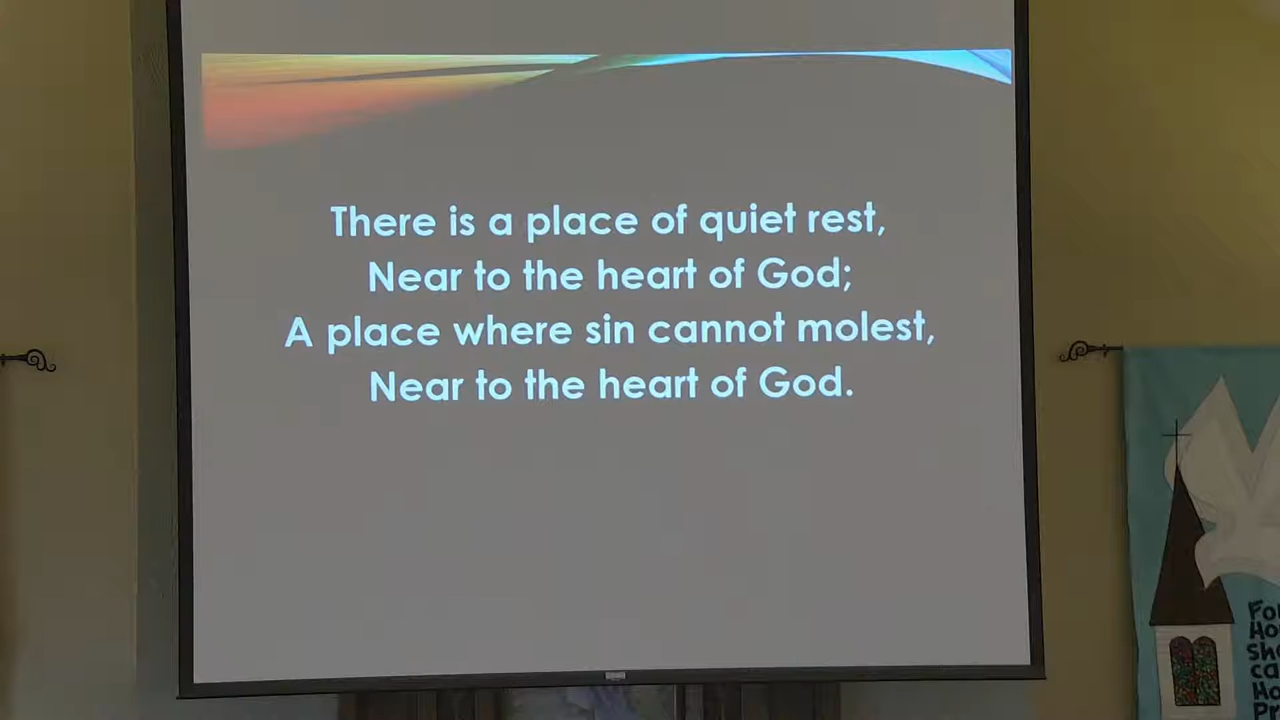 There is a place of quiet rest,
Near to the heart of God;
A place where sin cannot molest,
Near to the heart of God.